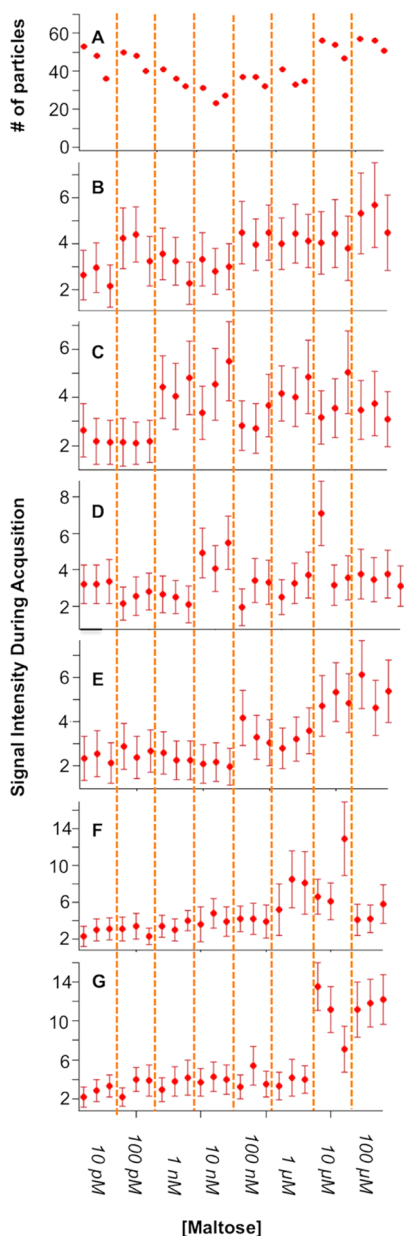 # of particles
A
60
40
20
0
B
6
4
2
C
6
4
2
Signal Intensity During Acqusition
D
8
6
4
2
E
6
4
2
F
14
10
6
2
G
14
10
6
2
10 pM
100 pM
1 nM
10 nM
100 nM
1 µM
10 µM
100 µM
[Maltose]